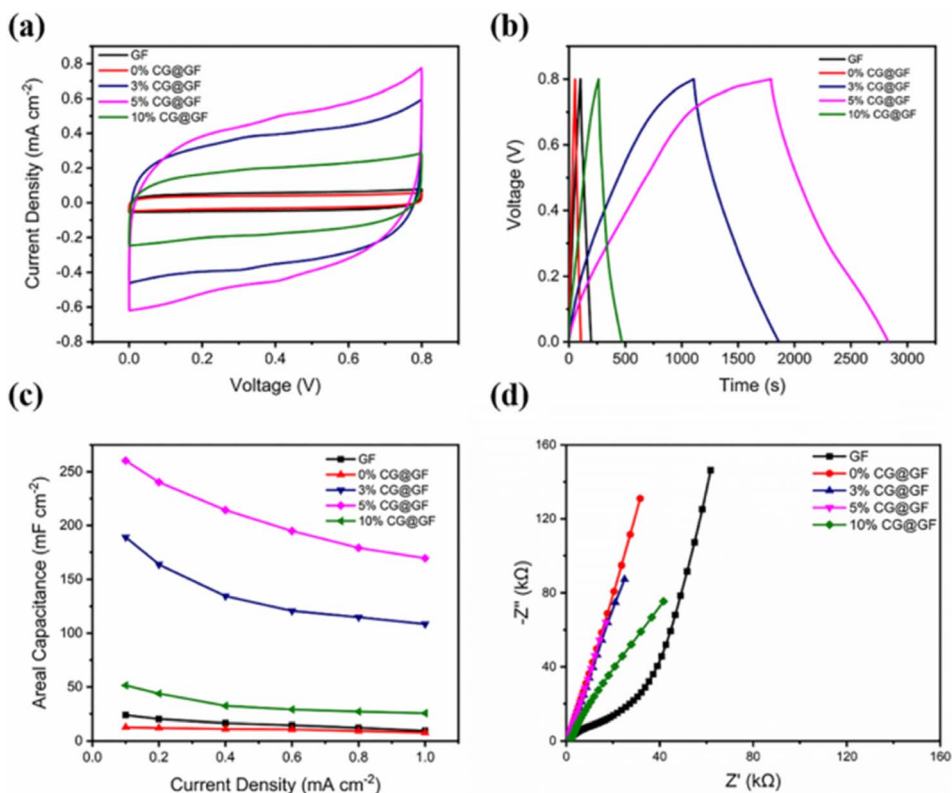 (a)
GF
0% CG@GF
3% CG@GF
5% CG@GF
10% CG@GF
0.8
0.6
0.4
0.2
0.0
-0.2
-0.4
-0.6
-0.8
Current Density (mA cm⁻²)
0.0 0.2 0.4 0.6 0.8
Voltage (V)
(b)
GF
0% CG@GF
3% CG@GF
5% CG@GF
10% CG@GF
0.8
0.4
0.2
0.0
Voltage (V)
0 500 1000 1500 2000 2500 3000
Time (s)
(c)
GF
0% CG@GF
3% CG@GF
5% CG@GF
10% CG@GF
250
200
150
100
50
0
Areal Capacitance (mF cm⁻²)
0.0 0.2 0.4 0.6 0.8 1.0
Current Density (mA cm⁻²)
(d)
GF
0% CG@GF
3% CG@GF
5% CG@GF
10% CG@GF
160
120
80
40
0
-Z" (kΩ)
0 40 80 120 160
Z' (kΩ)